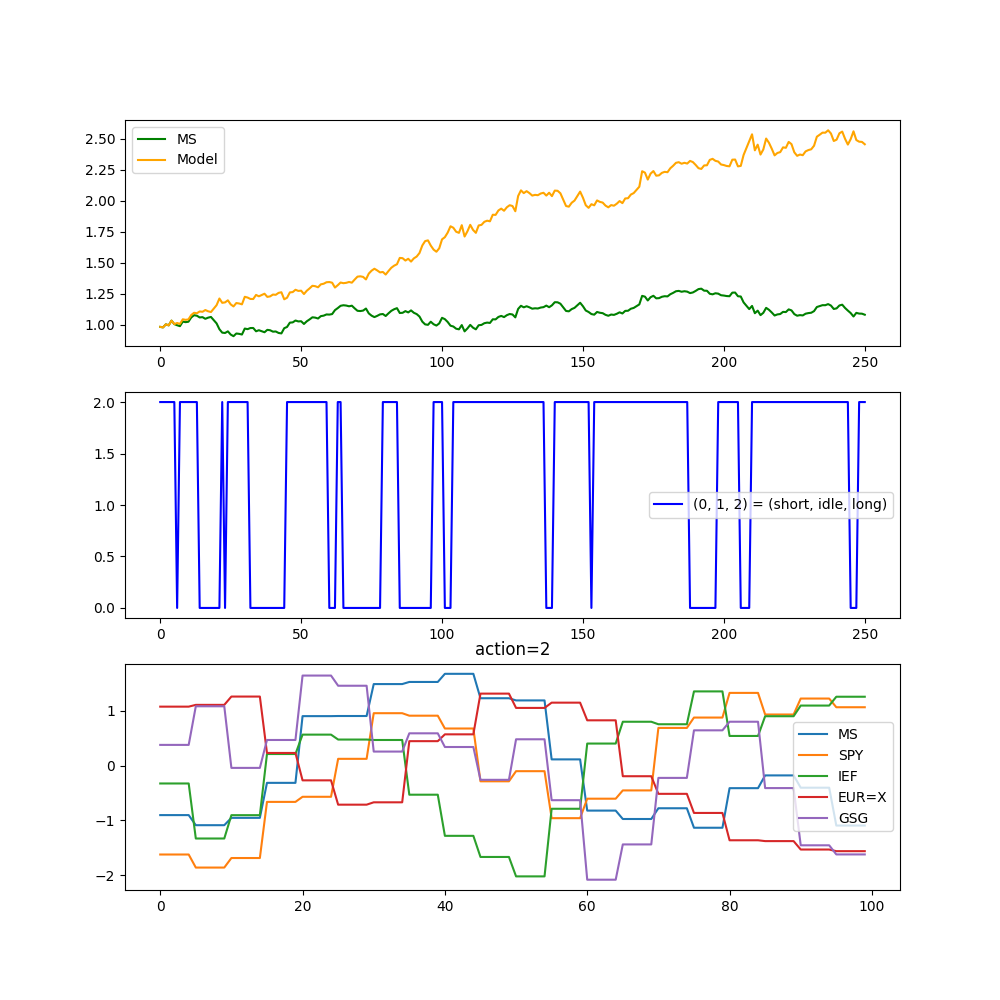 2.50
2.25
2.00
1.75
1.50
1.25
1.00
MS
Model
0 50 100 150 200 250
2.0
1.5
1.0
0.5
0.0
(0, 1, 2) = (short, idle, long)
0 50 100 150 200 250
action=2
1
0
−1
−2
MS
SPY
IEF
EUR=X
GSG
0 20 40 60 80 100